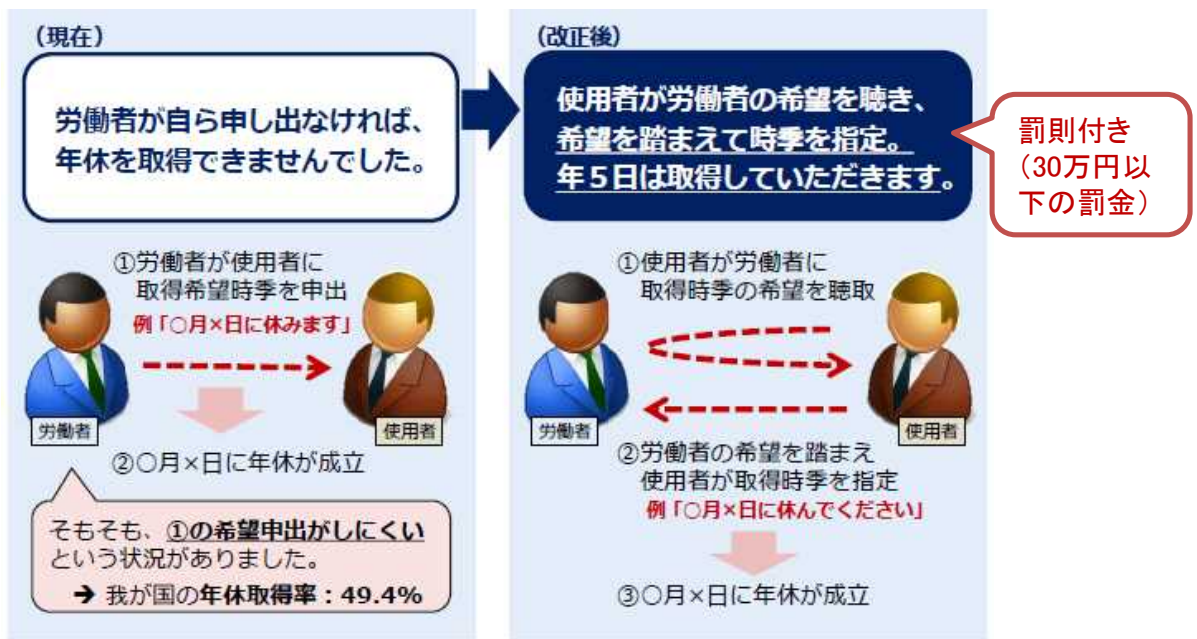 (現在)
労働者が自ら申し出なければ、
年休を取得できませんでした。
①労働者が使用者に
取得希望時季を申出
例「○月×日に休みます」
労働者
使用者
②○月×日に年休が成立
そもそも、①の希望申出がしにくい
という状況がありました。
➔ 我が国の年休取得率：49.4%
(改正後)
使用者が労働者の希望を聴き、
希望を踏まえて時季を指定。
年５日は取得していただきます。
罰則付き
（30万円以
下の罰金）
①使用者が労働者に
取得時季の希望を聴取
労働者
使用者
②労働者の希望を踏まえ
使用者が取得時季を指定
例「○月×日に休んでください」
③○月×日に年休が成立